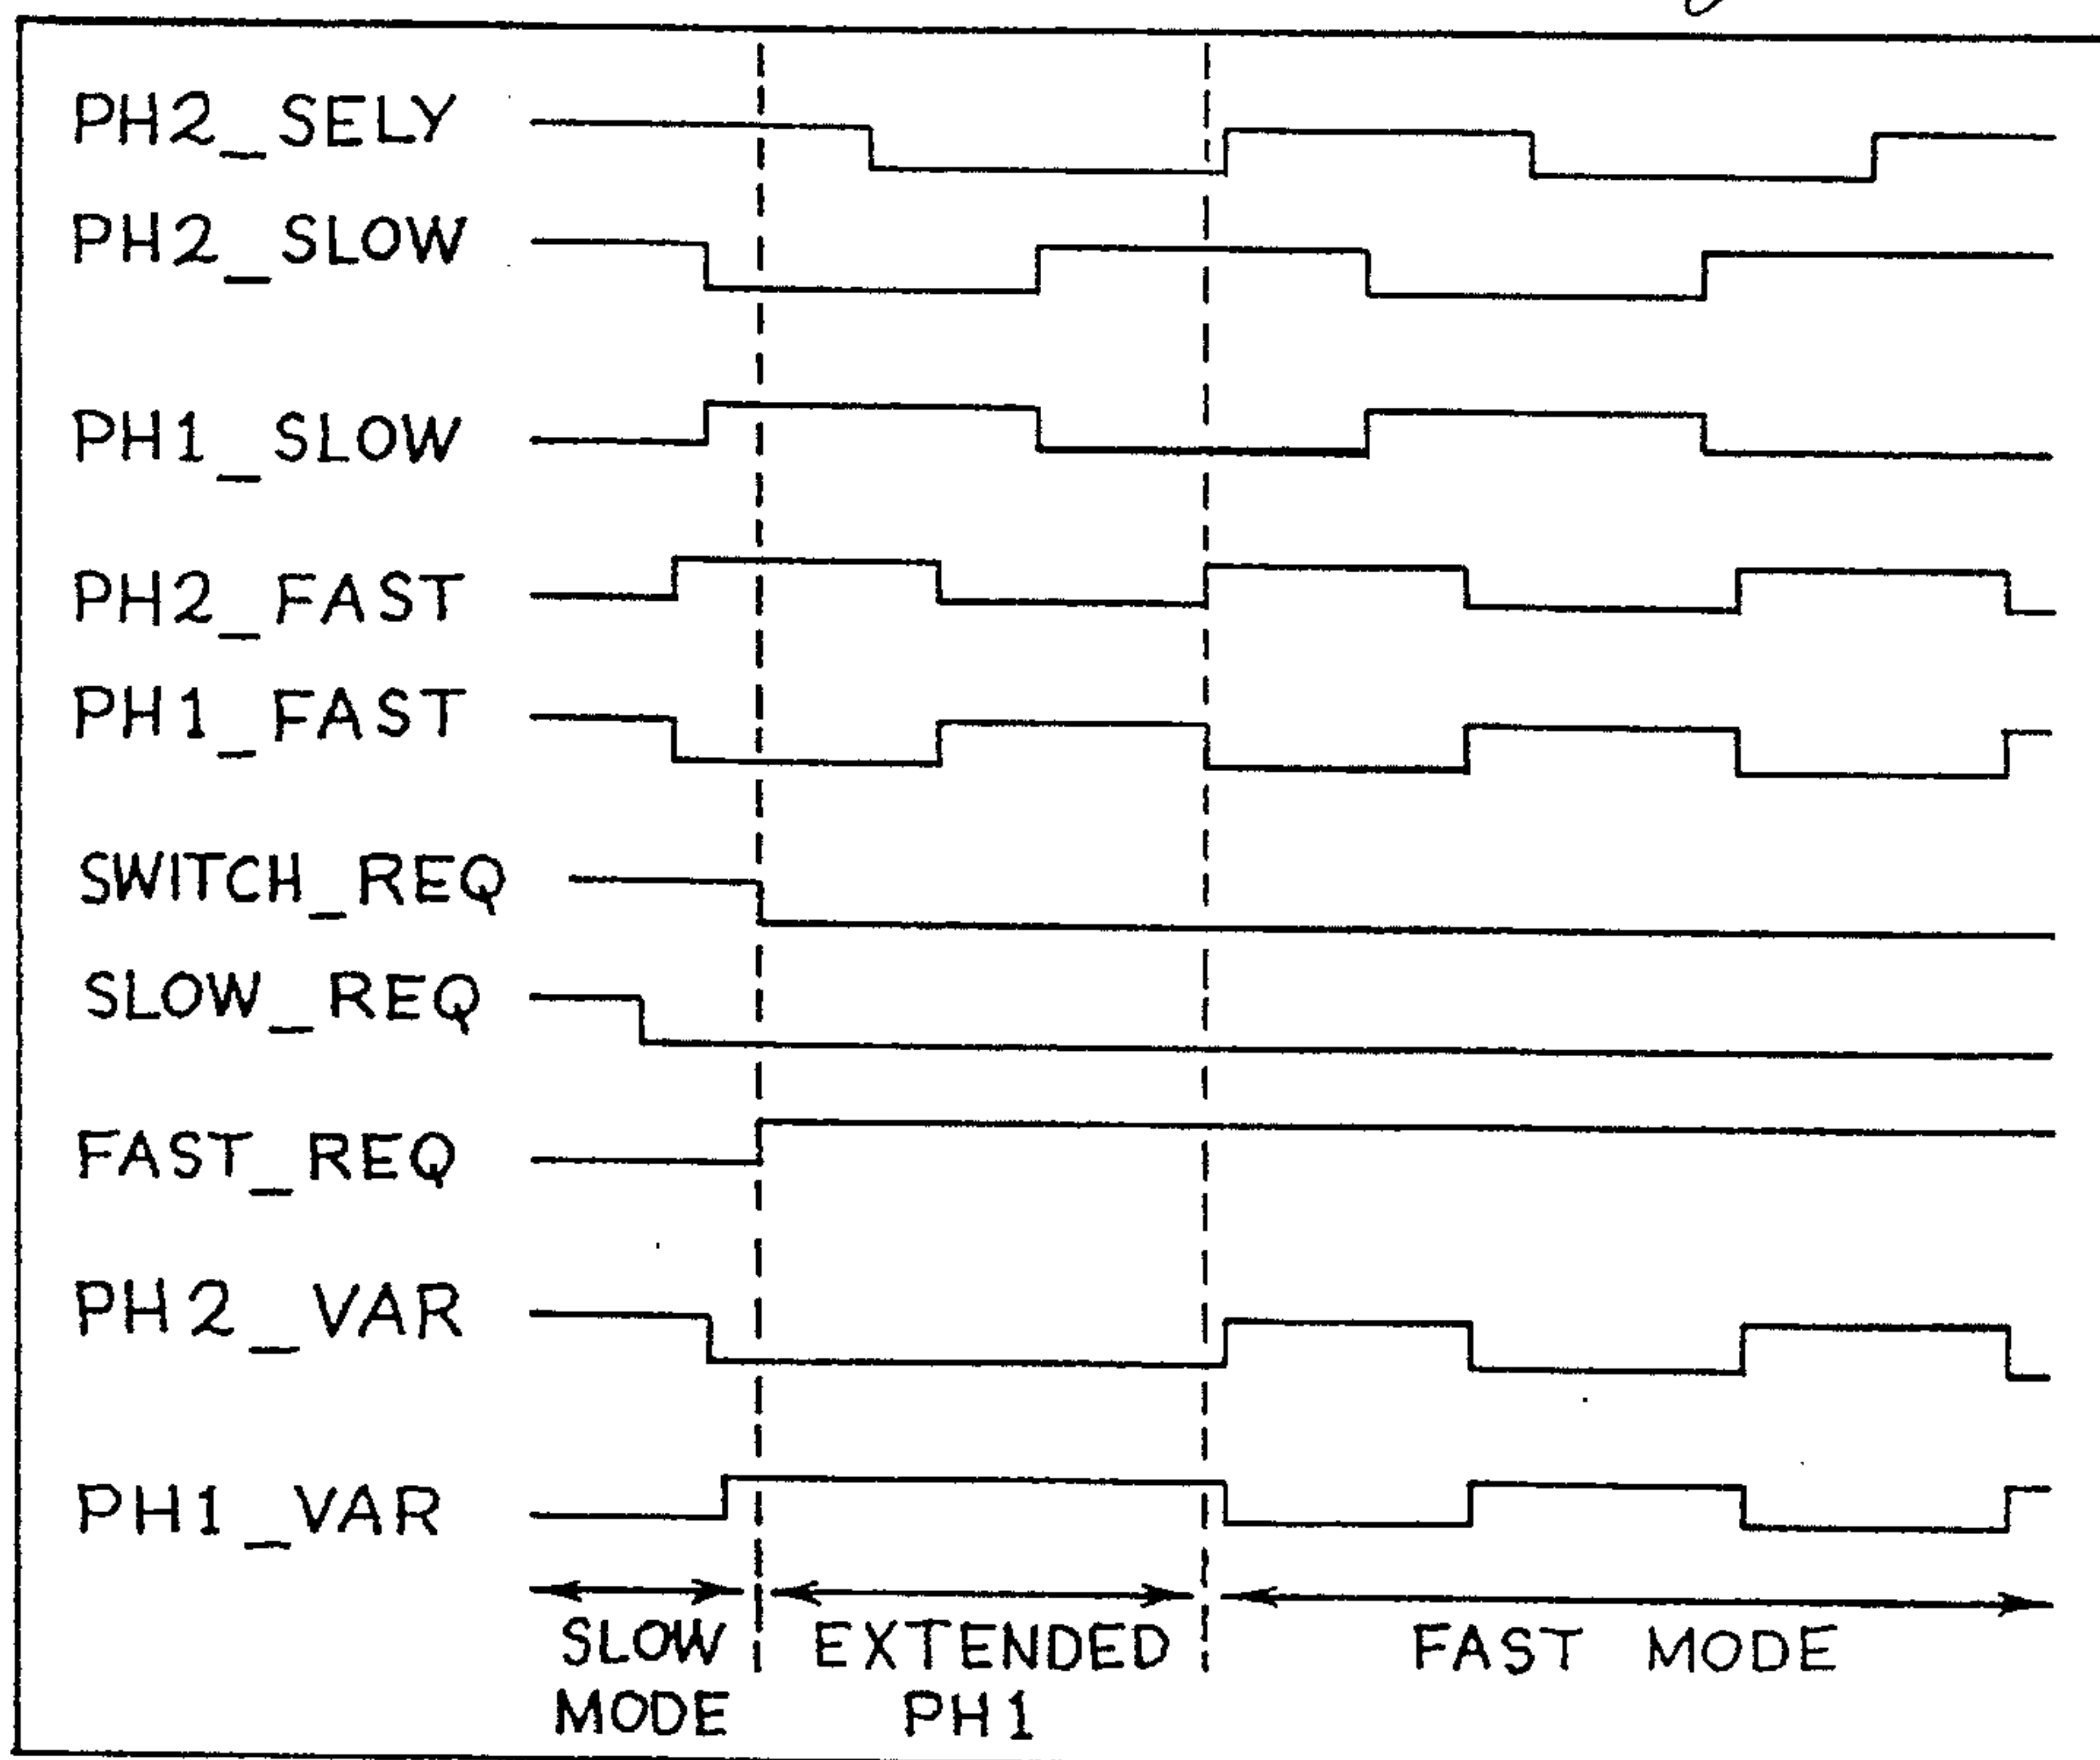 PH2_SELY
PH2_SLOW
PH1_SLOW
PH2_FAST
PH1_FAST
SWITCH_REQ
SLOW_REQ
FAST_REQ
PH2_VAR
PH1_VAR
SLOW MODE
EXTENDED PH1
FAST MODE